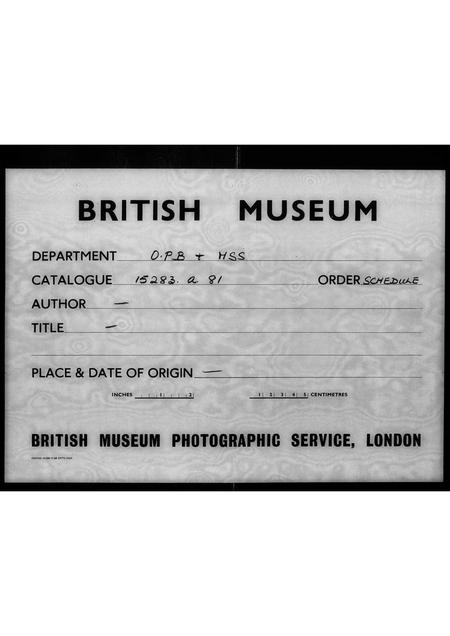 BRITISH MUSEUM
DEPARTMENT O.P.B + MSS
CATALOGUE 15283. a 81 ORDER SCHEDULE
AUTHOR —
TITLE —
PLACE & DATE OF ORIGIN —
INCHES 1 2 1 2 3 4 5 CENTIMETRES
BRITISH MUSEUM PHOTOGRAPHIC SERVICE, LONDON